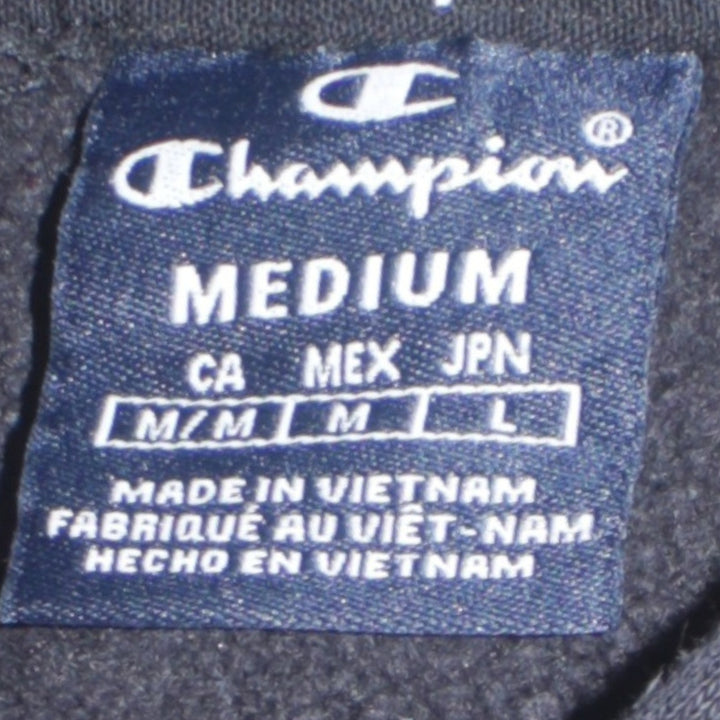 C
Champion®
MEDIUM
CA MEX JPN
M/M M L
MADE IN VIETNAM
FABRIQUÉ AU VIÊT-NAM
HECHO EN VIETNAM